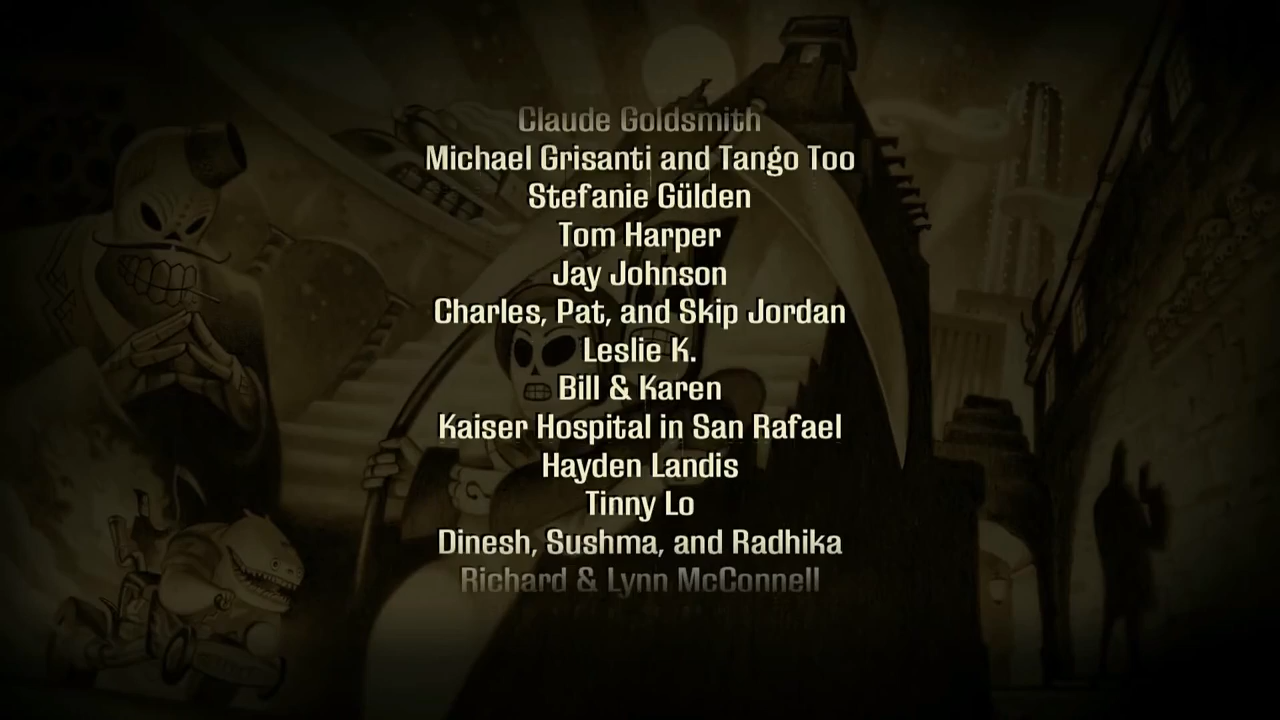 Claude Goldsmith
Michael Grisanti and Tango Too
Stefanie Gülden
Tom Harper
Jay Johnson
Charles, Pat, and Skip Jordan
Leslie K.
Bill & Karen
Kaiser Hospital in San Rafael
Hayden Landis
Tinny Lo
Dinesh, Sushma, and Radhika
Richard & Lynn McConnell